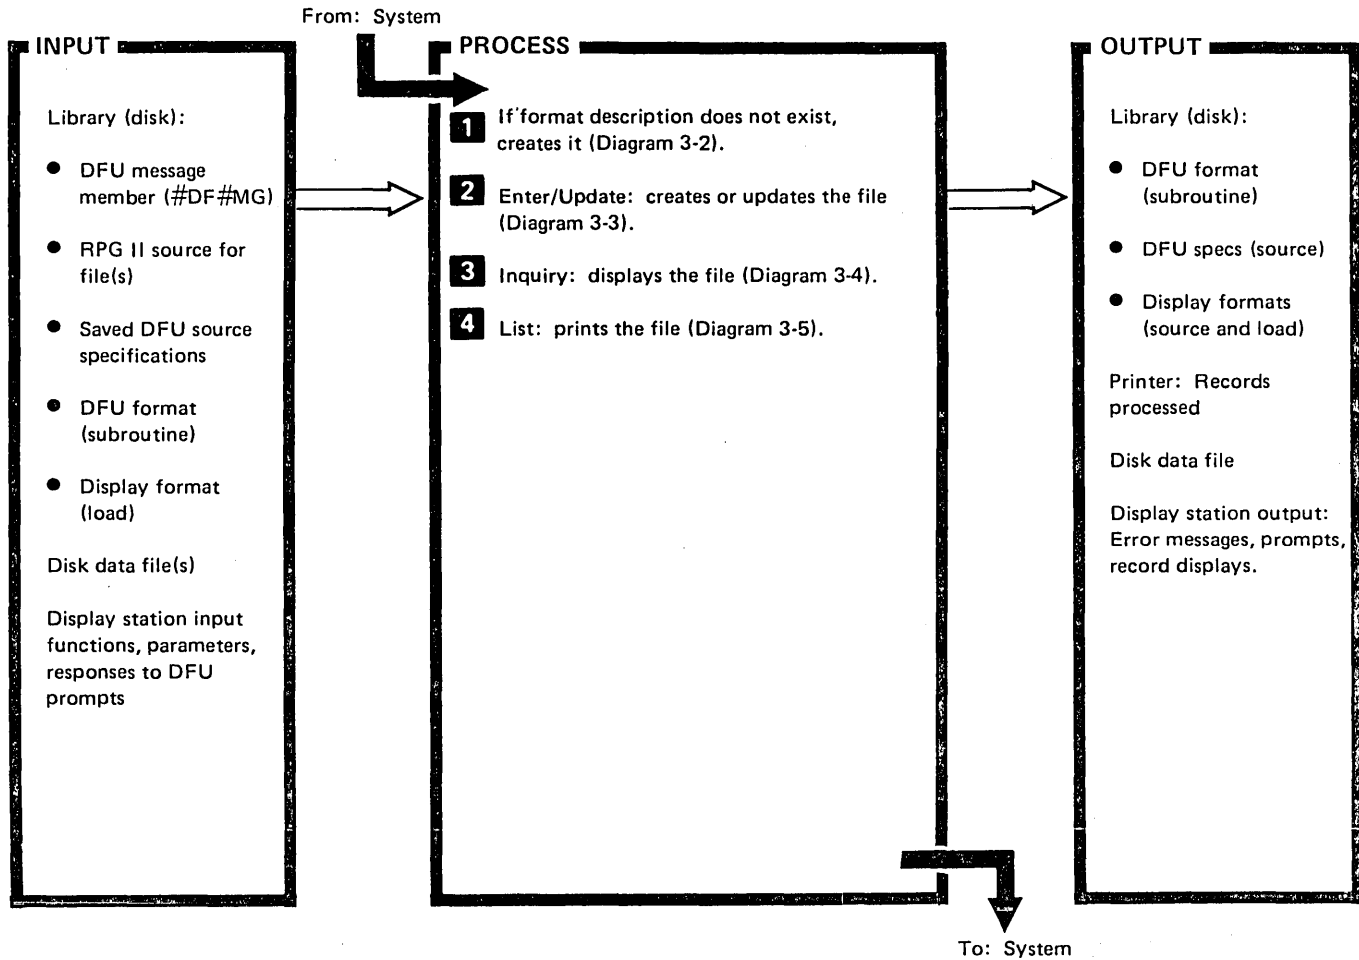 From: System
INPUT
Library (disk):
● DFU message
member (#DF#MG)
● RPG II source for
file(s)
● Saved DFU source
specifications
● DFU format
(subroutine)
● Display format
(load)
Disk data file(s)
Display station input
functions, parameters,
responses to DFU
prompts
PROCESS
1 If format description does not exist,
creates it (Diagram 3-2).
2 Enter/Update: creates or updates the file
(Diagram 3-3).
3 Inquiry: displays the file (Diagram 3-4).
4 List: prints the file (Diagram 3-5).
OUTPUT
Library (disk):
● DFU format
(subroutine)
● DFU specs (source)
● Display formats
(source and load)
Printer: Records
processed
Disk data file
Display station output:
Error messages, prompts,
record displays.
To: System